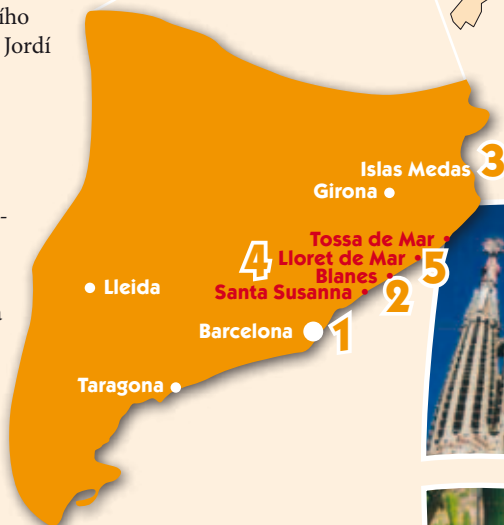 ího
Jordí
-
Islas Medas 3
Girona
Tossa de Mar
4 Lloret de Mar 5
Blanes
Santa Susanna 2
Lleida
Barcelona 1
Taragona